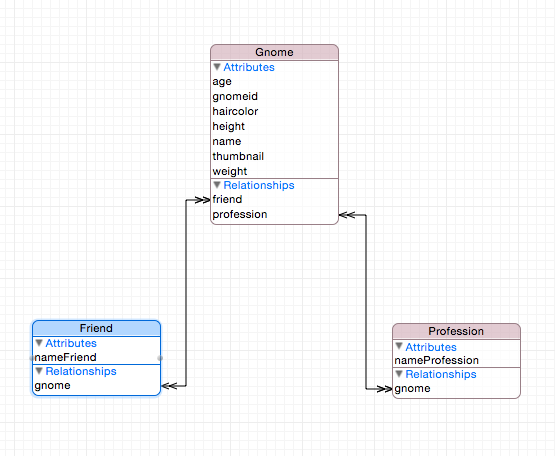 Gnome
Attributes
age
gnomeid
haircolor
height
name
thumbnail
weight
Relationships
friend
profession
Friend
Attributes
nameFriend
Relationships
gnome
Profession
Attributes
nameProfession
Relationships
gnome